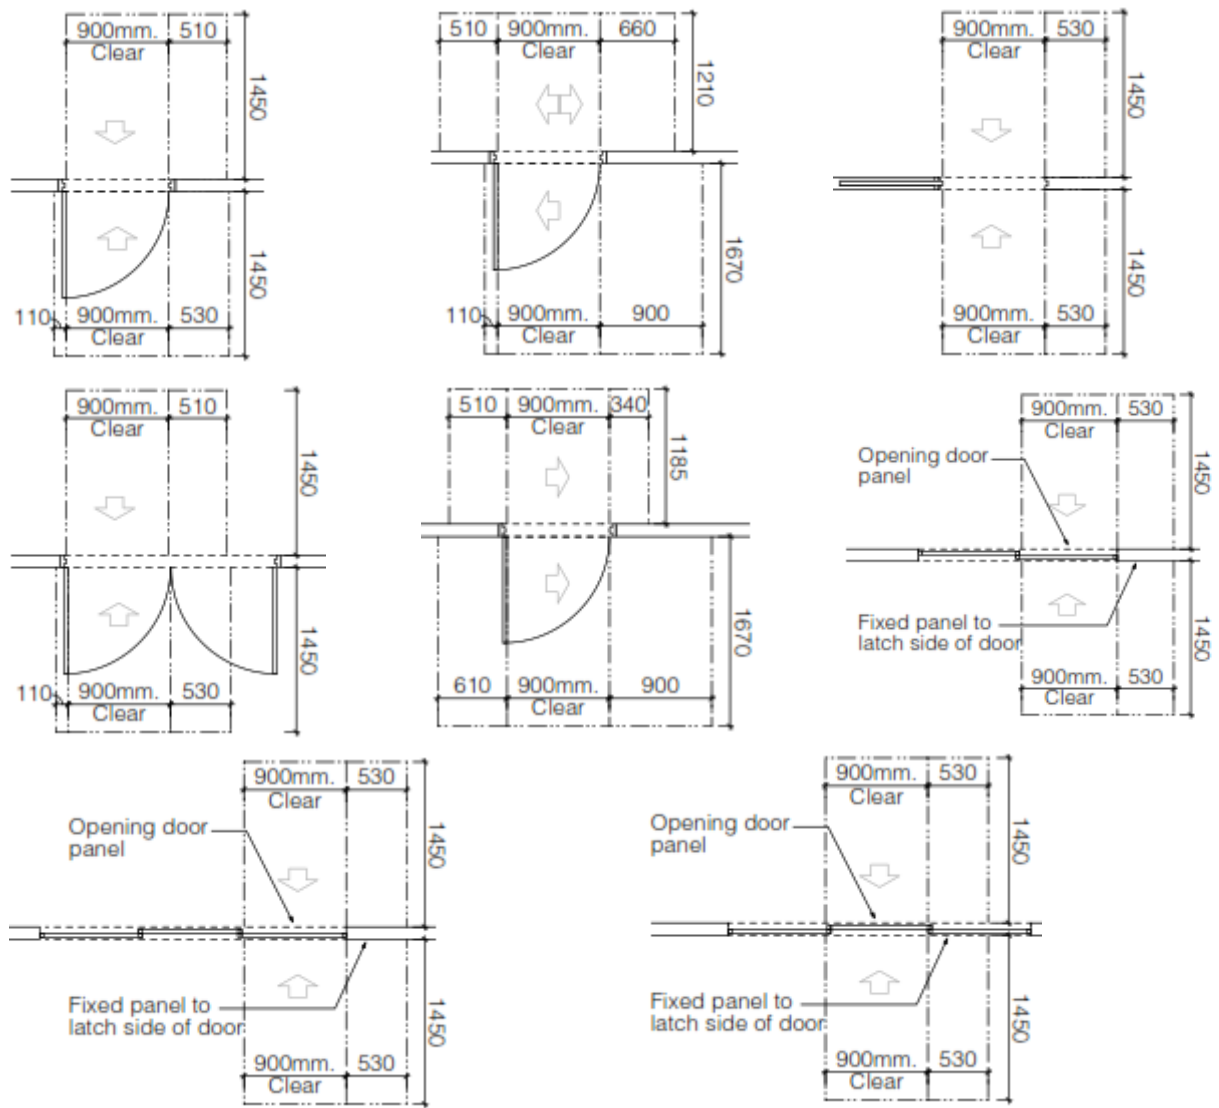 900mm. 510
Clear
1450
1450
110 900mm. 530
Clear
510 900mm. 660
Clear
1210
1670
110 900mm. 900
Clear
900mm. 530
Clear
1450
1450
900mm. 530
Clear
900mm. 510
Clear
1450
1450
110 900mm. 530
Clear
510 900mm. 340
Clear
1185
1670
610 900mm. 900
Clear
900mm. 530
Clear
1450
Opening door
panel
Fixed panel to
latch side of door
1450
900mm. 530
Clear
900mm. 530
Clear
1450
Opening door
panel
Fixed panel to
latch side of door
1450
900mm. 530
Clear
900mm. 530
Clear
1450
Opening door
panel
Fixed panel to
latch side of door
1450
900mm. 530
Clear